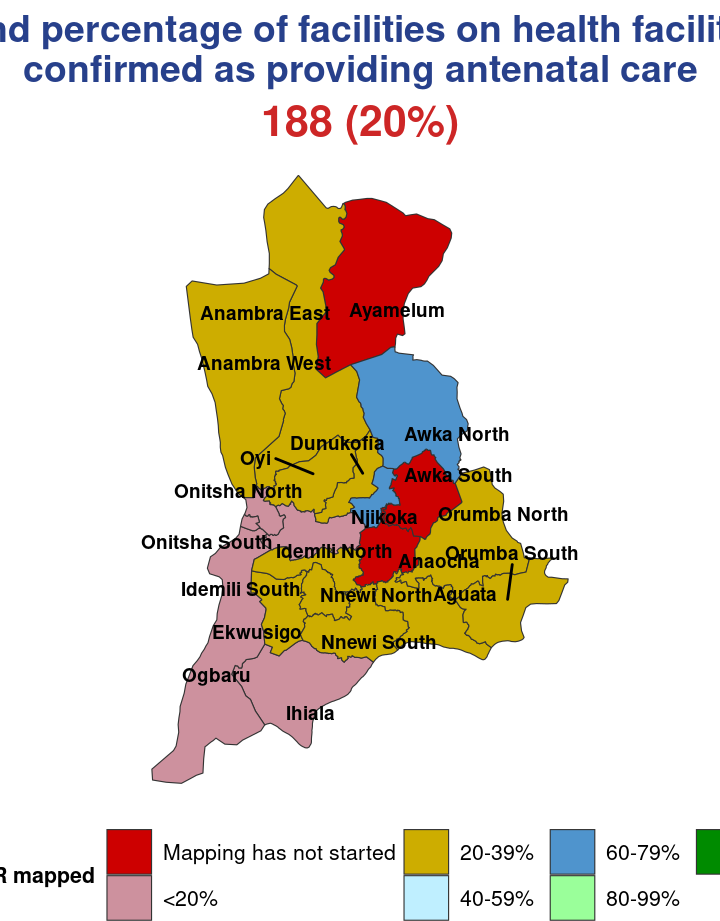 nd percentage of facilities on health facilit
confirmed as providing antenatal care
188 (20%)
Anambra East
Ayamelum
Anambra West
Awka North
Dunukofia
Oyi
Awka South
Onitsha North
Njikoka
Orumba North
Onitsha South
Idemili North
Orumba South
Anaocha
Idemili South
Nnewi North
Aguata
Ekwusigo
Nnewi South
Ogbaru
Ihiala
R mapped
Mapping has not started
20-39%
60-79%
<20%
40-59%
80-99%